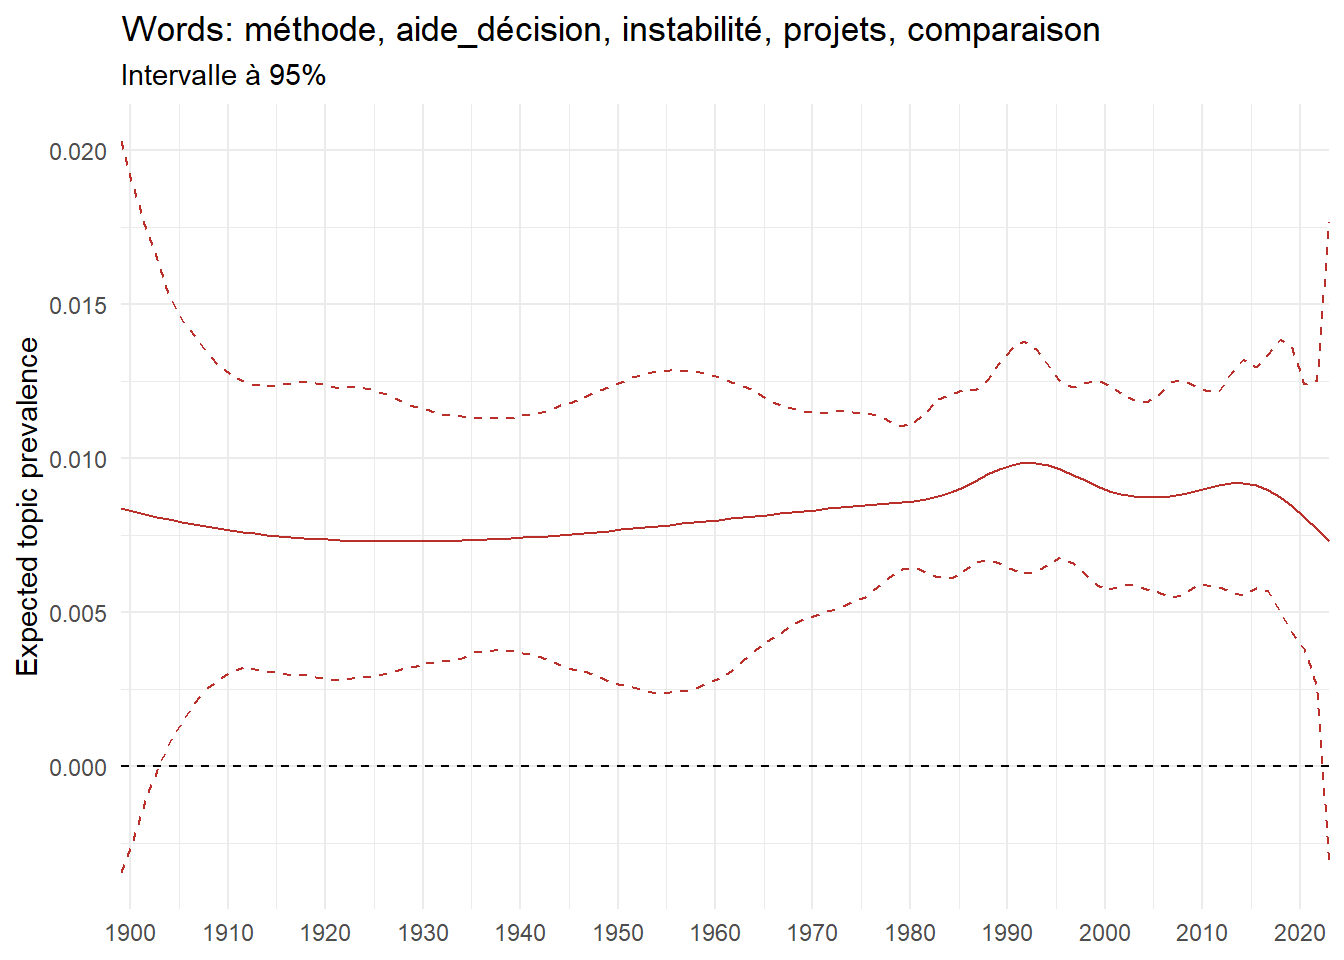 Words: méthode, aide_décision, instabilité, projets, comparaison
Intervalle à 95%
Expected topic prevalence
0.020
0.015
0.010
0.005
0.000
1900 1910 1920 1930 1940 1950 1960 1970 1980 1990 2000 2010 2020